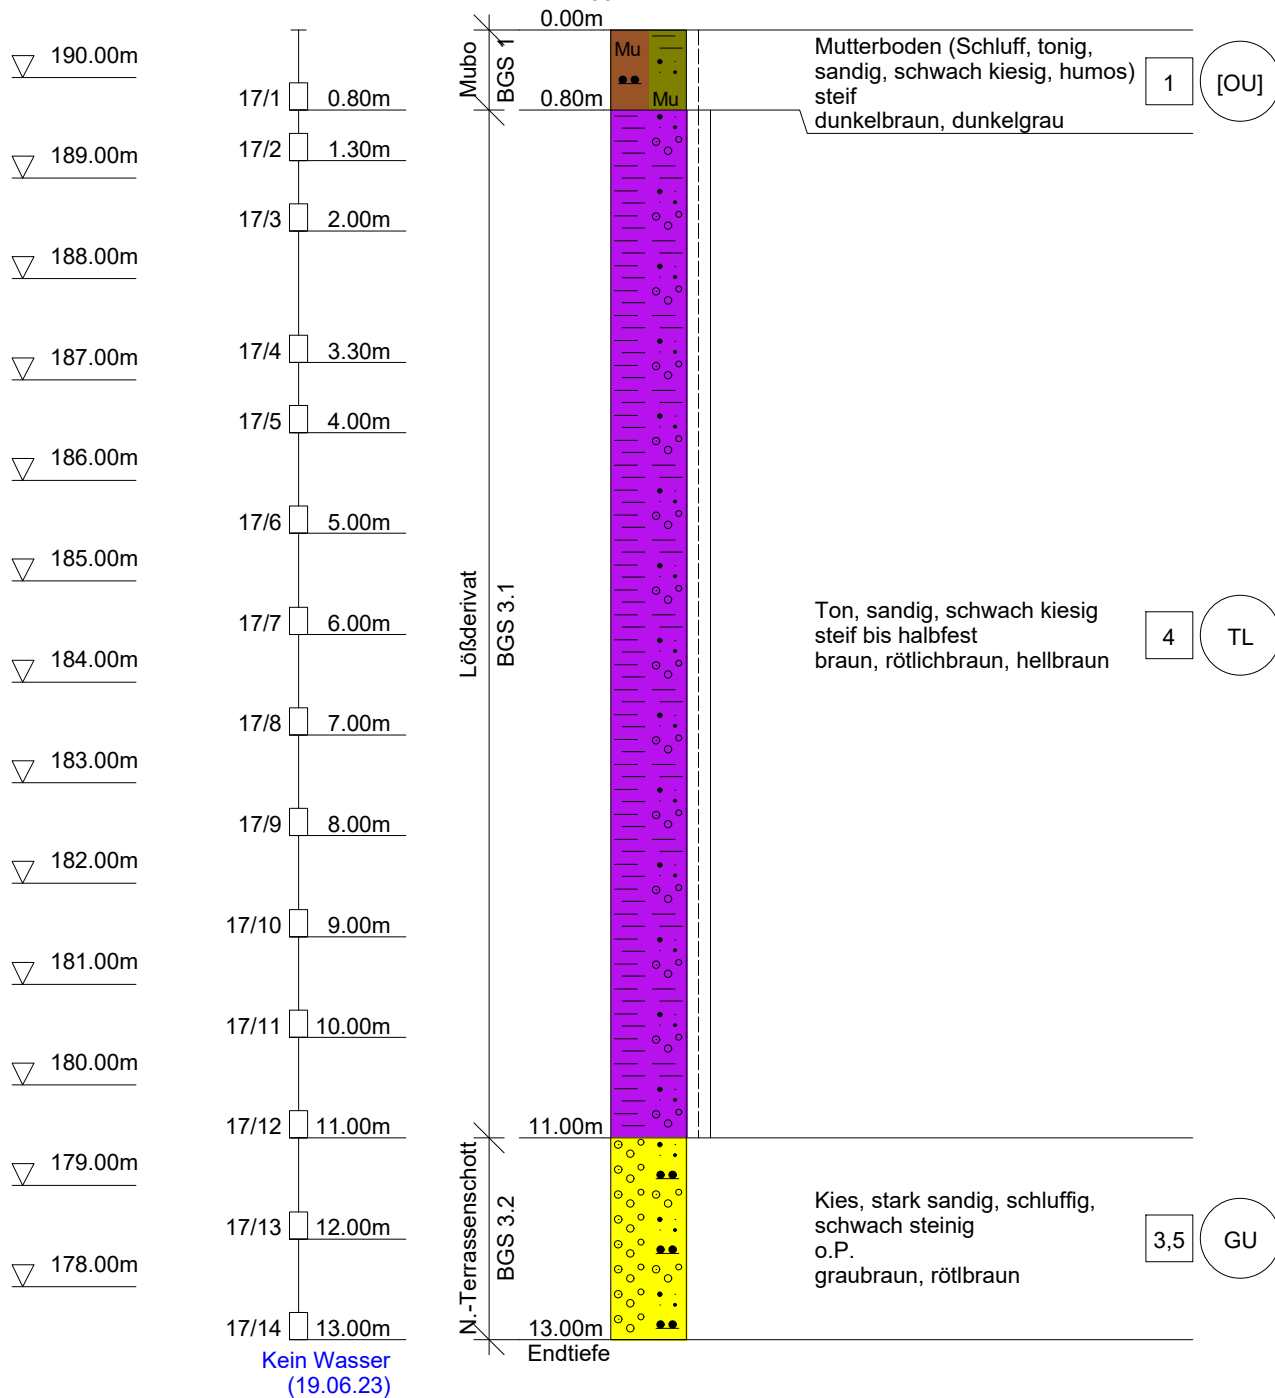 0.00m
190.00m
189.00m
188.00m
187.00m
186.00m
185.00m
184.00m
183.00m
182.00m
181.00m
180.00m
179.00m
178.00m
17/1 0.80m
17/2 1.30m
17/3 2.00m
17/4 3.30m
17/5 4.00m
17/6 5.00m
17/7 6.00m
17/8 7.00m
17/9 8.00m
17/10 9.00m
17/11 10.00m
17/12 11.00m
17/13 12.00m
17/14 13.00m
Kein Wasser
(19.06.23)
Mubo
BGS 1
Lößderivat
BGS 3.1
N.-Terrassenschott
BGS 3.2
0.80m
11.00m
13.00m
Endtiefe
Mu
Mu
Mutterboden (Schluff, tonig,
sandig, schwach kiesig, humos)
steif
dunkelbraun, dunkelgrau
1 [OU]
Ton, sandig, schwach kiesig
steif bis halbfest
braun, rötlichbraun, hellbraun
4 TL
Kies, stark sandig, schluffig,
schwach steinig
o.P.
graubraun, rötlbraun
3,5 GU